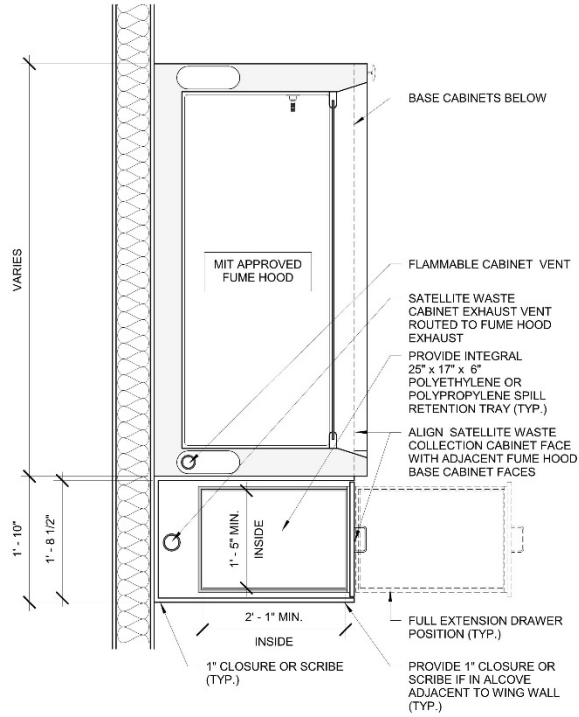 BASE CABINETS BELOW
VARIES
MIT APPROVED
FUME HOOD
FLAMMABLE CABINET VENT
SATELLITE WASTE
CABINET EXHAUST VENT
ROUTED TO FUME HOOD
EXHAUST
PROVIDE INTEGRAL
25" x 17" x 6"
POLYETHYLENE OR
POLYPROPYLENE SPILL
RETENTION TRAY (TYP.)
ALIGN SATELLITE WASTE
COLLECTION CABINET FACE
WITH ADJACENT FUME HOOD
BASE CABINET FACES
1' - 10"
1' - 8 1/2"
1' - 5" MIN.
INSIDE
2' - 1" MIN.
INSIDE
FULL EXTENSION DRAWER
POSITION (TYP.)
1" CLOSURE OR SCRIBE
(TYP.)
PROVIDE 1" CLOSURE OR
SCRIBE IF IN ALCOVE
ADJACENT TO WING WALL
(TYP.)